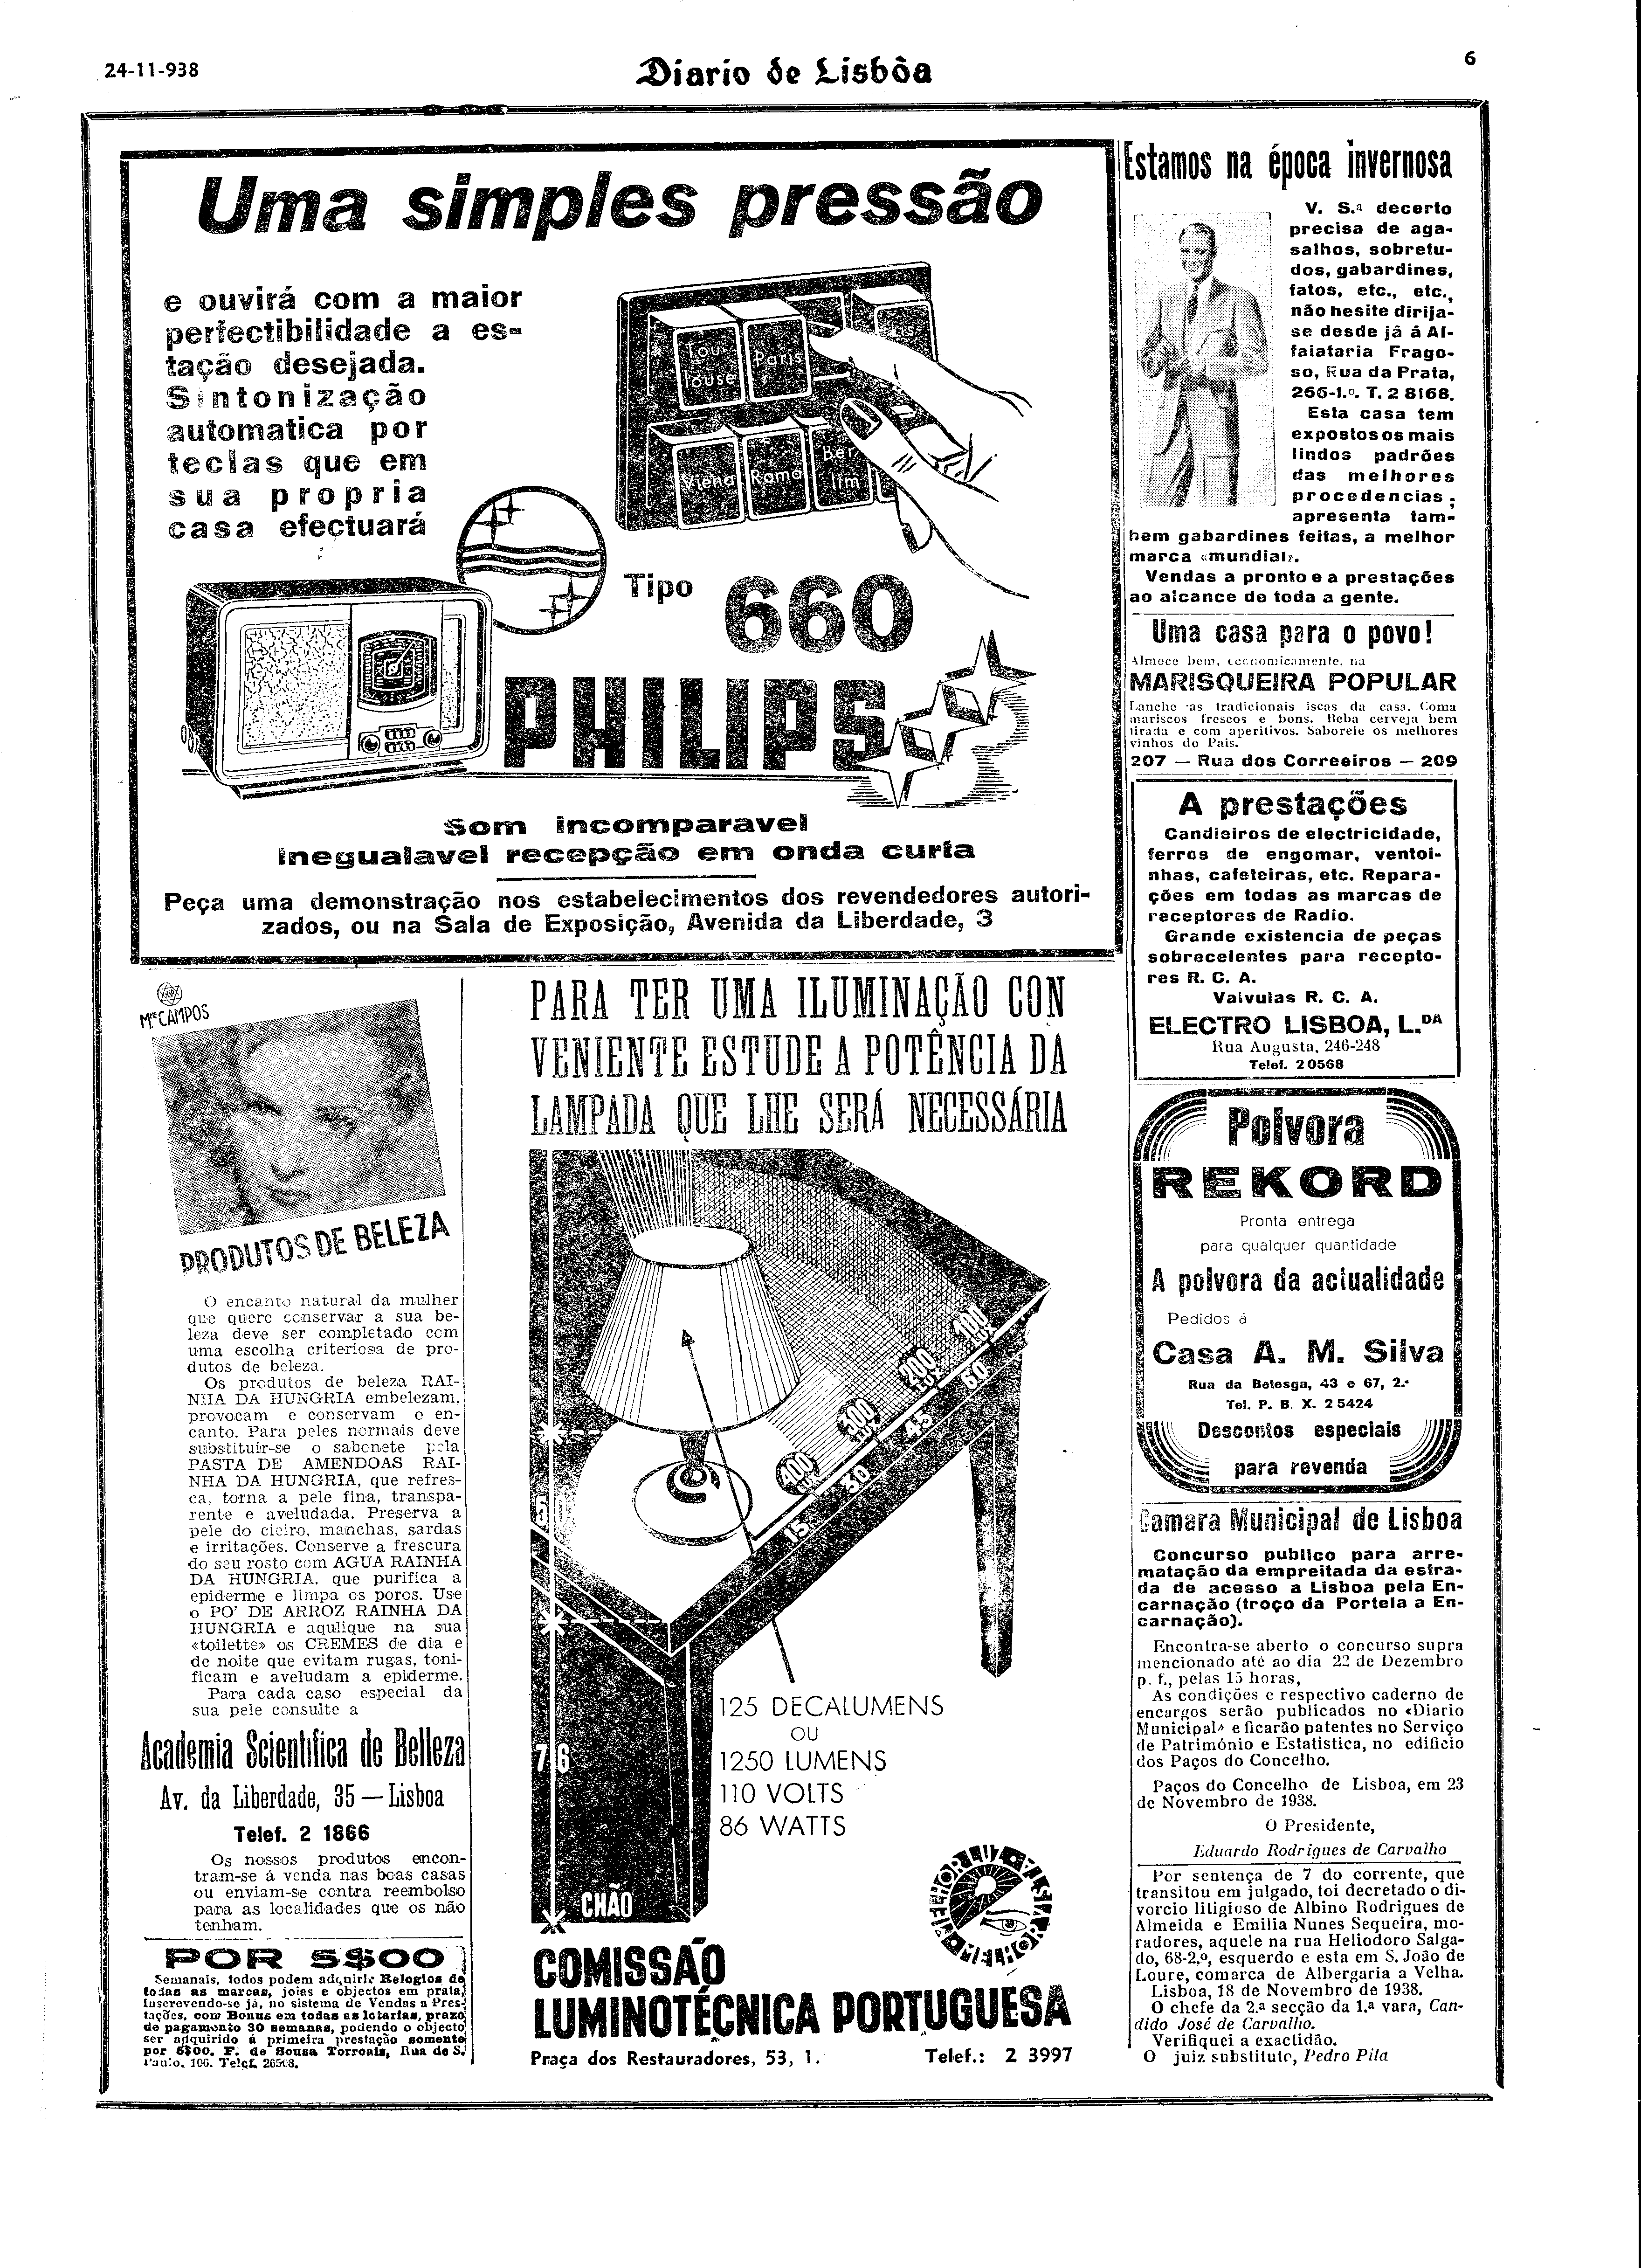 24-11-938
Diario de Lisbôa
6
Uma simples pressão
e ouvirá com a maior
perfectibilidade a es-
tação desejada.
Sintonização
automatica por
teclas que em
sua propria
casa efectuará
Tou
louse
Paris
Viena
Roma
Ber
lim
Tipo 660
PHILIPS
Som incomparavel
Inegualavel recepção em onda curta
Peça uma demonstração nos estabelecimentos dos revendedores autori-
zados, ou na Sala de Exposição, Avenida da Liberdade, 3
Mme CAMPOS
PRODUTOS DE BELEZA
O encanto natural da mulher
que quere conservar a sua be-
leza deve ser completado com
uma escolha criteriosa de pro-
dutos de beleza.
Os produtos de beleza RAI-
NHA DA HUNGRIA embelezam,
provocam e conservam o en-
canto. Para peles normais deve
substituir-se o sabonete pela
PASTA DE AMENDOAS RAI-
NHA DA HUNGRIA, que refres-
ca, torna a pele fina, transpa-
rente e aveludada. Preserva a
pele do cieiro, manchas, sardas
e irritações. Conserve a frescura
do seu rosto com AGUA RAINHA
DA HUNGRIA, que purifica a
epiderme e limpa os poros. Use
o PO' DE ARROZ RAINHA DA
HUNGRIA e aqulique na sua
«toilette» os CREMES de dia e
de noite que evitam rugas, toni-
ficam e aveludam a epiderme.
Para cada caso especial da
sua pele consulte a
Academia Scientifica de Belleza
Av. da Liberdade, 35 — Lisboa
Telef. 2 1866
Os nossos produtos encon-
tram-se á venda nas boas casas
ou enviam-se contra reembolso
para as localidades que os não
tenham.
POR 5$00
Semanais, todos podem adquirir Relogios de
todas as marcas, joias e objectos em prata,
Inscrevendo-se já, no sistema de Vendas a Pres-
tações, com Bonus em todas as lotarias, prazo
de pagamento 30 semanas, podendo o objecto
ser adquirido á primeira prestação somente
por 5$00. F. de Sousa Torroais, Rua de S.
Paulo, 106. Telef. 26508.
PARA TER UMA ILUMINAÇÃO CON
VENIENTE ESTUDE A POTÊNCIA DA
LAMPADA QUE LHE SERÁ NECESSÁRIA
100
LUX
200
LUX
300
LUX
400
LUX
60
45
30
15
50
76
125 DECALUMENS
OU
1250 LUMENS
110 VOLTS
86 WATTS
CHÃO
MELHOR LUZ MELHOR VISÃO
COMISSÃO
LUMINOTÉCNICA PORTUGUESA
Praça dos Restauradores, 53, 1. Telef.: 2 3997
Estamos na época invernosa
V. S.ª decerto
precisa de aga-
salhos, sobretu-
dos, gabardines,
fatos, etc., etc.,
não hesite dirija-
se desde já á Al-
faiataria Frago-
so, Rua da Prata,
266-1.º. T. 2 8168.
Esta casa tem
expostos os mais
lindos padrões
das melhores
procedencias;
apresenta tam-
bem gabardines feitas, a melhor
marca «mundial».
Vendas a pronto e a prestações
ao alcance de toda a gente.
Uma casa para o povo!
Almoce bem, economicamente, na
MARISQUEIRA POPULAR
Lanche as tradicionais iscas da casa. Coma
mariscos frescos e bons. Beba cerveja bem
tirada e com aperitivos. Saboreie os melhores
vinhos do Pais.
207 — Rua dos Correeiros — 209
A prestações
Candieiros de electricidade,
ferros de engomar, ventoi-
nhas, cafeteiras, etc. Repara-
ções em todas as marcas de
receptores de Radio.
Grande existencia de peças
sobrecelentes para recepto-
res R. C. A.
Valvulas R. C. A.
ELECTRO LISBOA, L.DA
Rua Augusta, 246-248
Telef. 2 0568
Polvora
REKORD
Pronta entrega
para qualquer quantidade
A polvora da actualidade
Pedidos á
Casa A. M. Silva
Rua da Betesga, 43 e 67, 2.º
Tel. P. B. X. 2 5424
Descontos especiais
para revenda
Camara Municipal de Lisboa
Concurso publico para arre-
matação da empreitada da estra-
da de acesso a Lisboa pela En-
carnação (troço da Portela a En-
carnação).
Encontra-se aberto o concurso supra
mencionado até ao dia 22 de Dezembro
p. f., pelas 15 horas,
As condições e respectivo caderno de
encargos serão publicados no «Diario
Municipal» e ficarão patentes no Serviço
de Património e Estatistica, no edificio
dos Paços do Concelho.
Paços do Concelho de Lisboa, em 23
de Novembro de 1938.
O Presidente,
Eduardo Rodrigues de Carvalho
Por sentença de 7 do corrente, que
transitou em julgado, foi decretado o di-
vorcio litigioso de Albino Rodrigues de
Almeida e Emilia Nunes Sequeira, mo-
radores, aquele na rua Heliodoro Salga-
do, 68-2.º, esquerdo e esta em S. João de
Loure, comarca de Albergaria a Velha.
Lisboa, 18 de Novembro de 1938.
O chefe da 2.ª secção da 1.ª vara, Can-
dido José de Carvalho.
Verifiquei a exactidão.
O juiz substituto, Pedro Pita